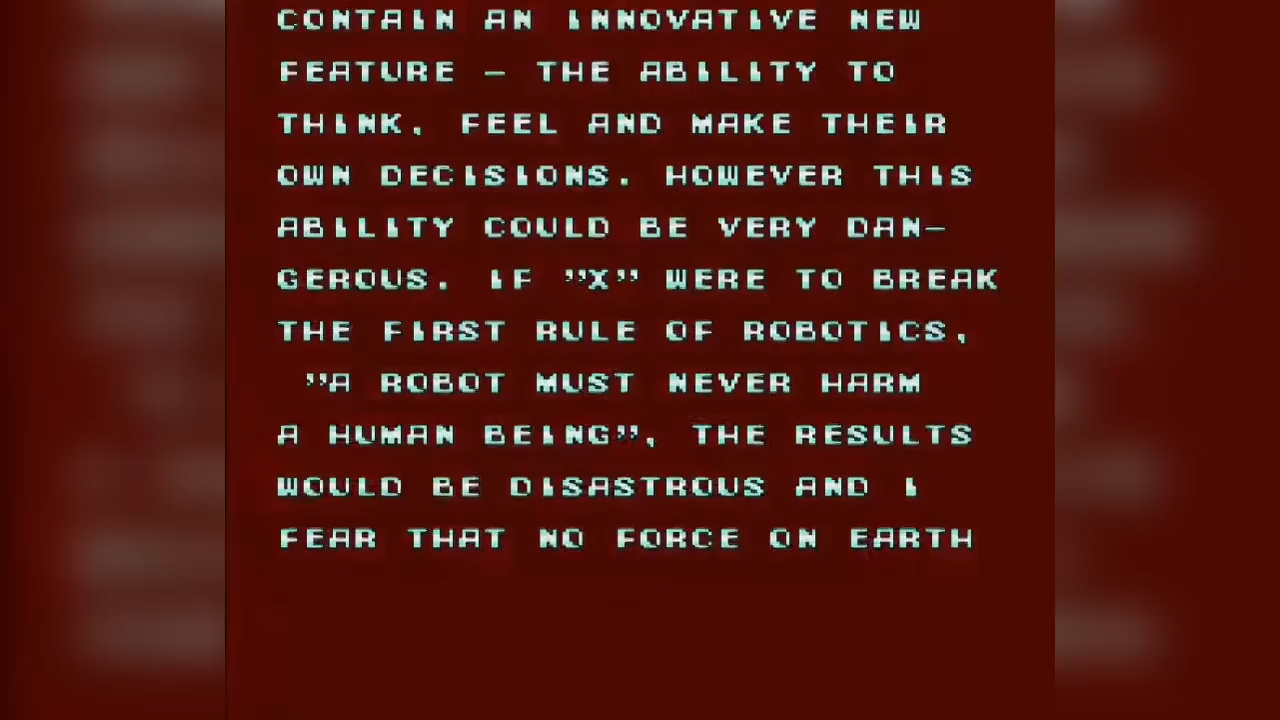 CONTAIN AN INNOVATIVE NEW
FEATURE - THE ABILITY TO
THINK, FEEL AND MAKE THEIR
OWN DECISIONS. HOWEVER THIS
ABILITY COULD BE VERY DAN-
GEROUS. IF "X" WERE TO BREAK
THE FIRST RULE OF ROBOTICS,
"A ROBOT MUST NEVER HARM
A HUMAN BEING", THE RESULTS
WOULD BE DISASTROUS AND I
FEAR THAT NO FORCE ON EARTH